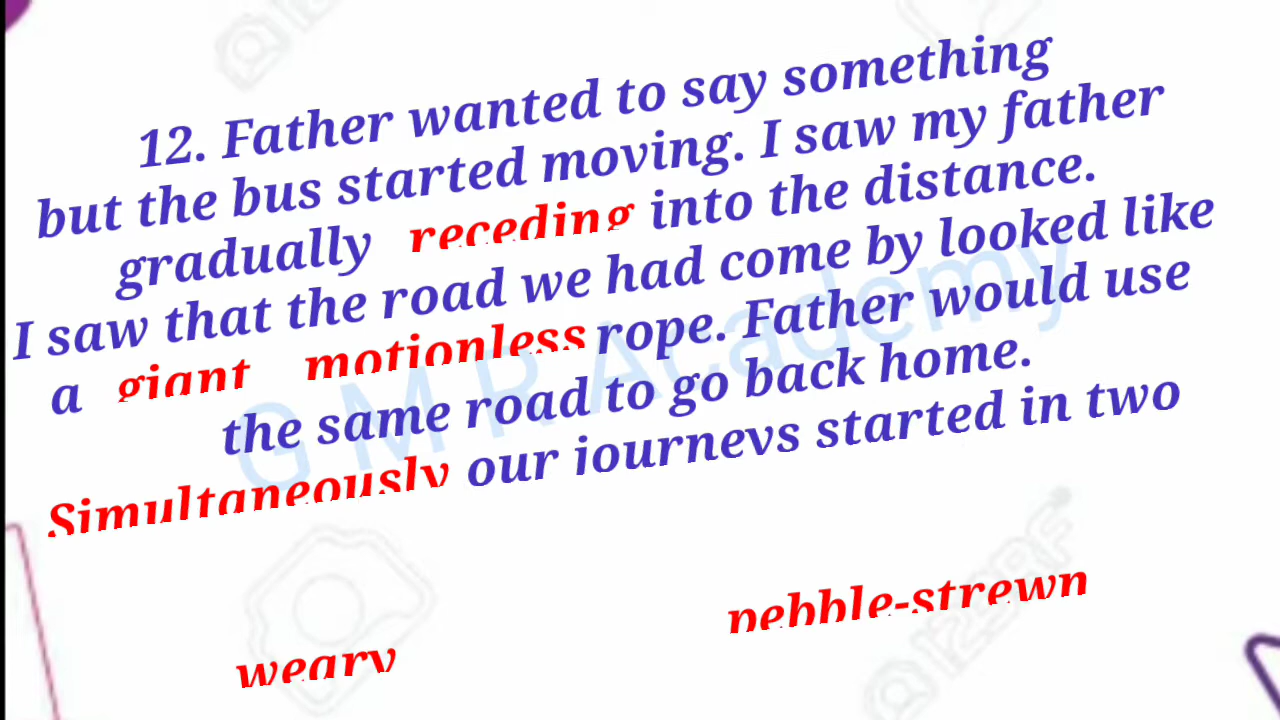 12. Father wanted to say something
but the bus started moving. I saw my father
gradually receding into the distance.
I saw that the road we had come by looked like
a giant motionless rope. Father would use
the same road to go back home.
Simultaneously our journeys started in two
pebble-strewn
weary
G M R Academy
123RF